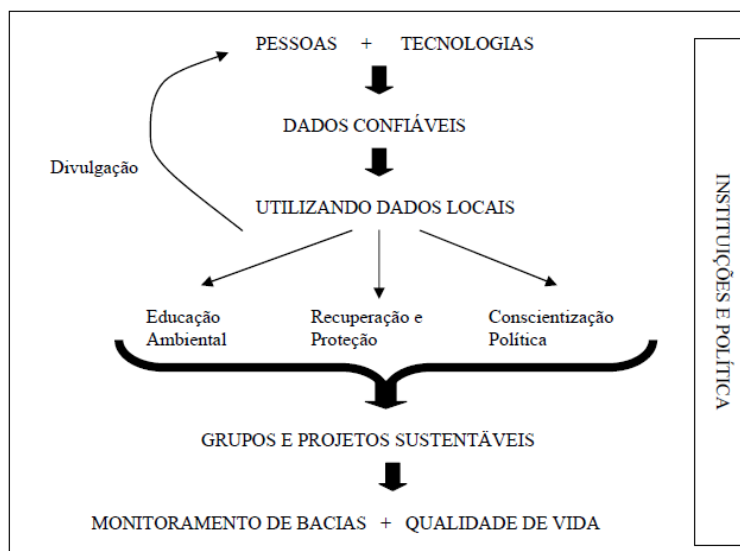 PESSOAS + TECNOLOGIAS
DADOS CONFIÁVEIS
Divulgação
UTILIZANDO DADOS LOCAIS
Educação
Ambiental
Recuperação e
Proteção
Conscientização
Política
GRUPOS E PROJETOS SUSTENTÁVEIS
MONITORAMENTO DE BACIAS + QUALIDADE DE VIDA
INSTITUIÇÕES E POLÍTICA